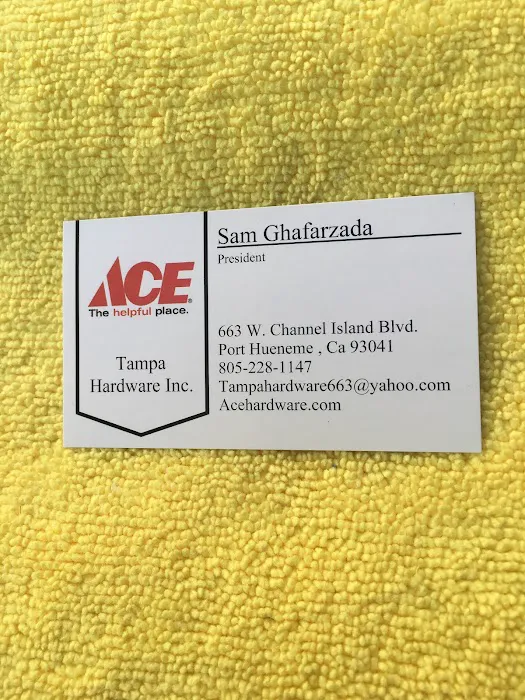 ACE
The helpful place.
Tampa
Hardware Inc.
Sam Ghafarzada
President
663 W. Channel Island Blvd.
Port Hueneme , Ca 93041
805-228-1147
Tampahardware663@yahoo.com
Acehardware.com